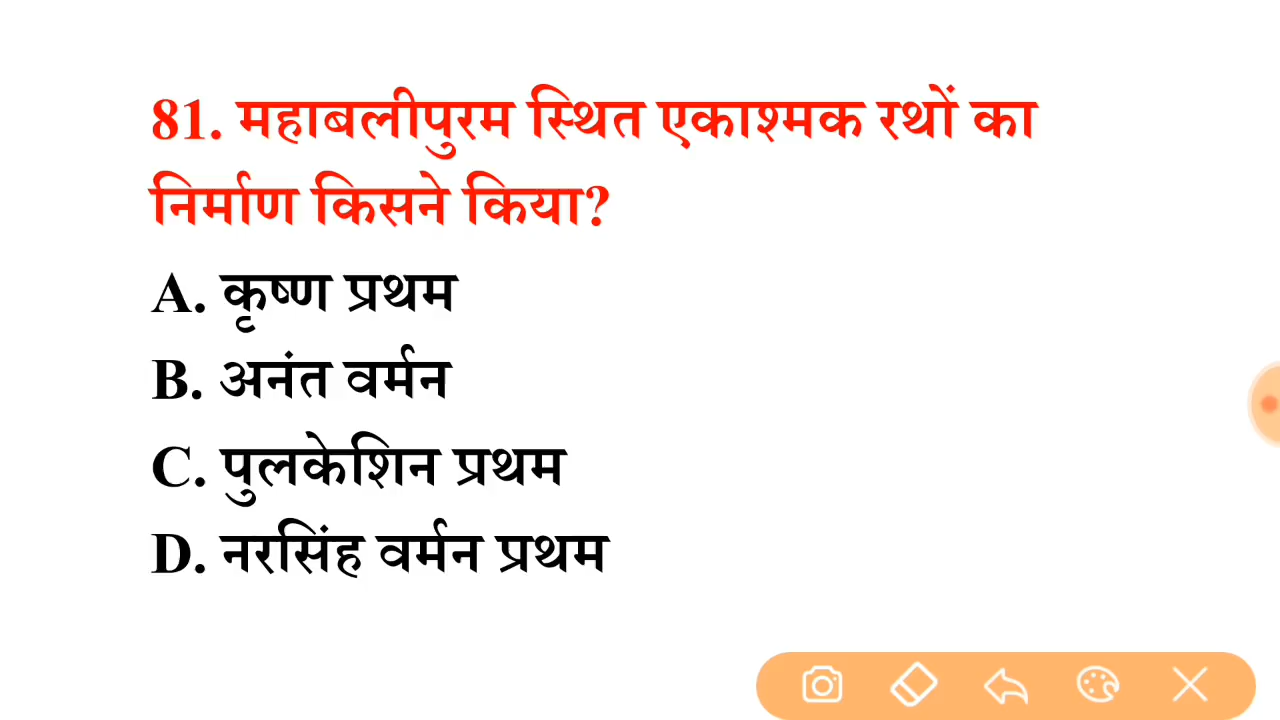 81. महाबलीपुरम स्थित एकाश्मक रथों का
निर्माण किसने किया?
A. कृष्ण प्रथम
B. अनंत वर्मन
C. पुलकेशिन प्रथम
D. नरसिंह वर्मन प्रथम